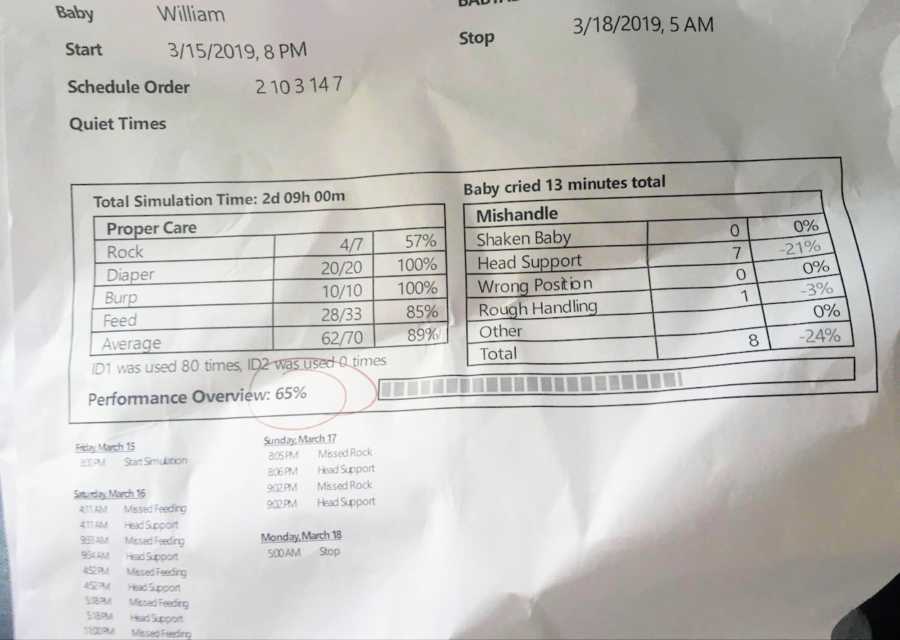 Baby William
Start 3/15/2019, 8 PM
Stop 3/18/2019, 5 AM
Schedule Order 2 10 3 14 7
Quiet Times
Total Simulation Time: 2d 09h 00m
Proper Care
Rock 4/7 57%
Diaper 20/20 100%
Burp 10/10 100%
Feed 28/33 85%
Average 62/70 89%
ID1 was used 80 times, ID2 was used 0 times
Baby cried 13 minutes total
Mishandle
Shaken Baby 0 0%
Head Support 7 -21%
Wrong Position 0 0%
Rough Handling 1 -3%
Other 0%
Total 8 -24%
Performance Overview: 65%
Friday, March 15
8:00 PM Start Simulation
Saturday, March 16
4:11 AM Missed Feeding
4:11 AM Head Support
9:53 AM Missed Feeding
9:54 AM Head Support
4:52 PM Missed Feeding
4:52 PM Head Support
5:18 PM Missed Feeding
5:18 PM Head Support
11:00 PM Missed Feeding
Sunday, March 17
8:05 PM Missed Rock
8:06 PM Head Support
9:02 PM Missed Rock
9:02 PM Head Support
Monday, March 18
5:00 AM Stop